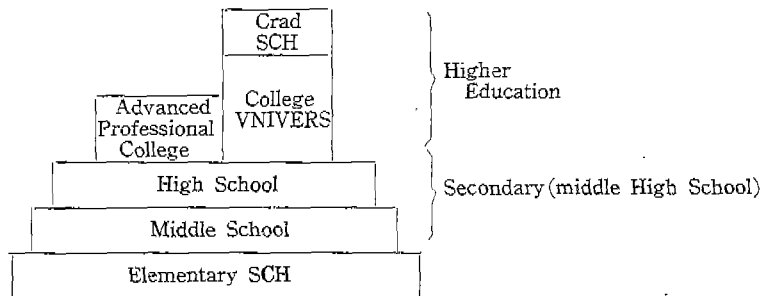 Crad
SCH
Higher
Education
Advanced
Professional
College
College
VNIVERS
High School
Secondary (middle High School)
Middle School
Elementary SCH